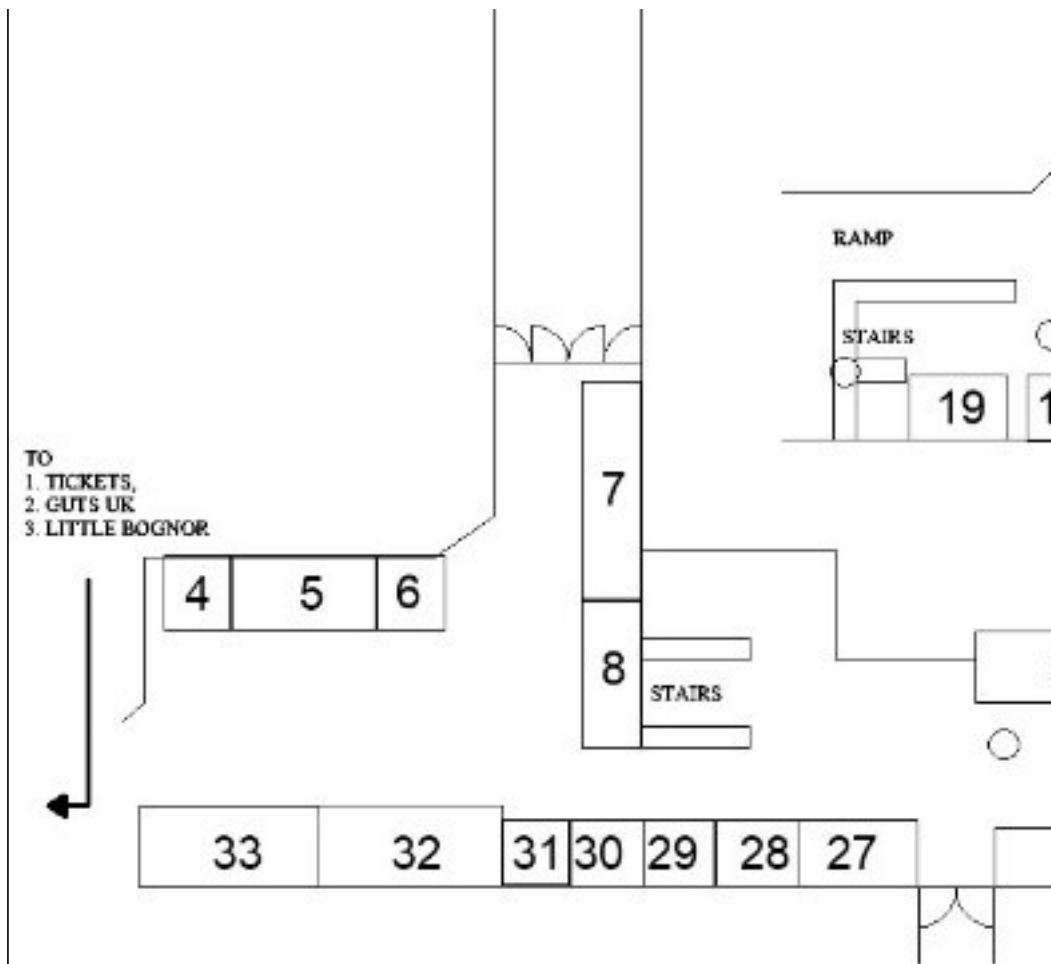 RAMP
STAIRS
19
TO
1. TICKETS,
2. GUTS UK
3. LITTLE BOGNOR
7
4 5 6
8
STAIRS
33 32 31 30 29 28 27